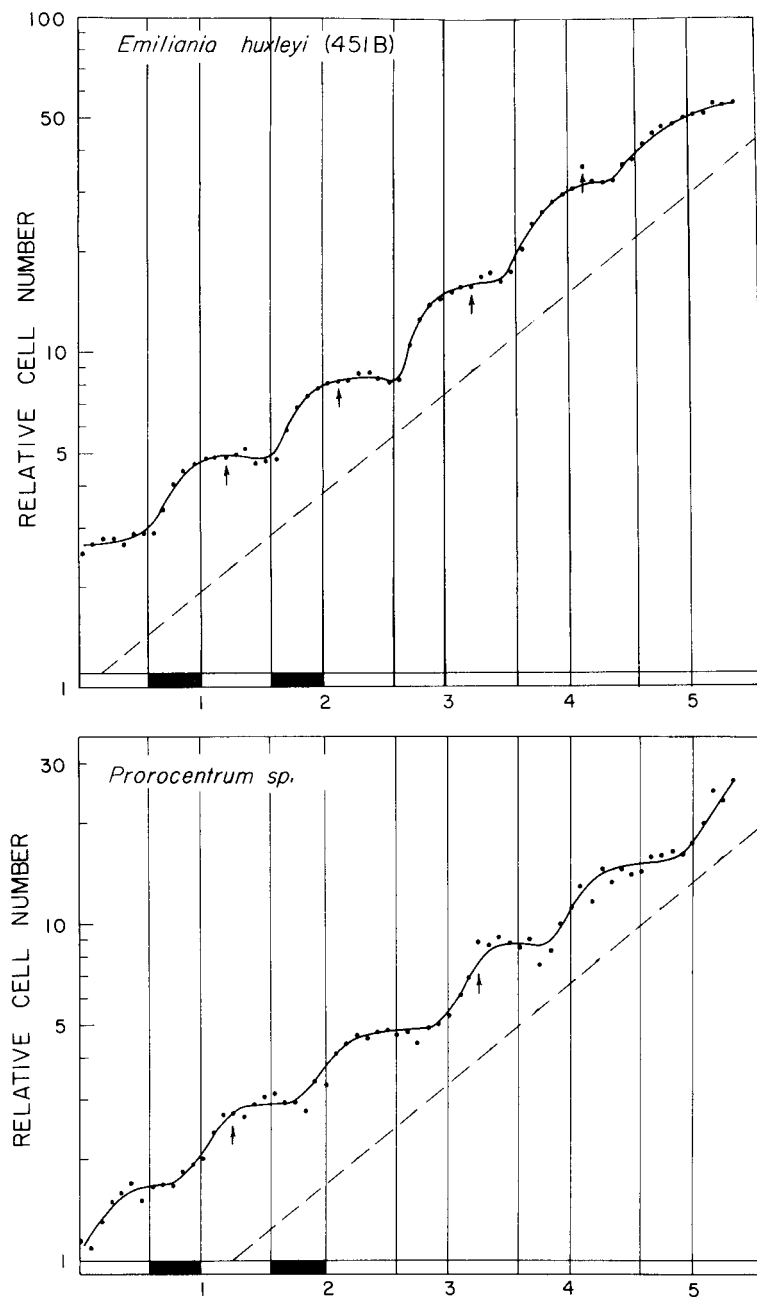 100
Emiliania huxleyi (451B)
50
10
5
1
RELATIVE CELL NUMBER
1 2 3 4 5
30
Prorocentrum sp.
10
5
1
RELATIVE CELL NUMBER
1 2 3 4 5